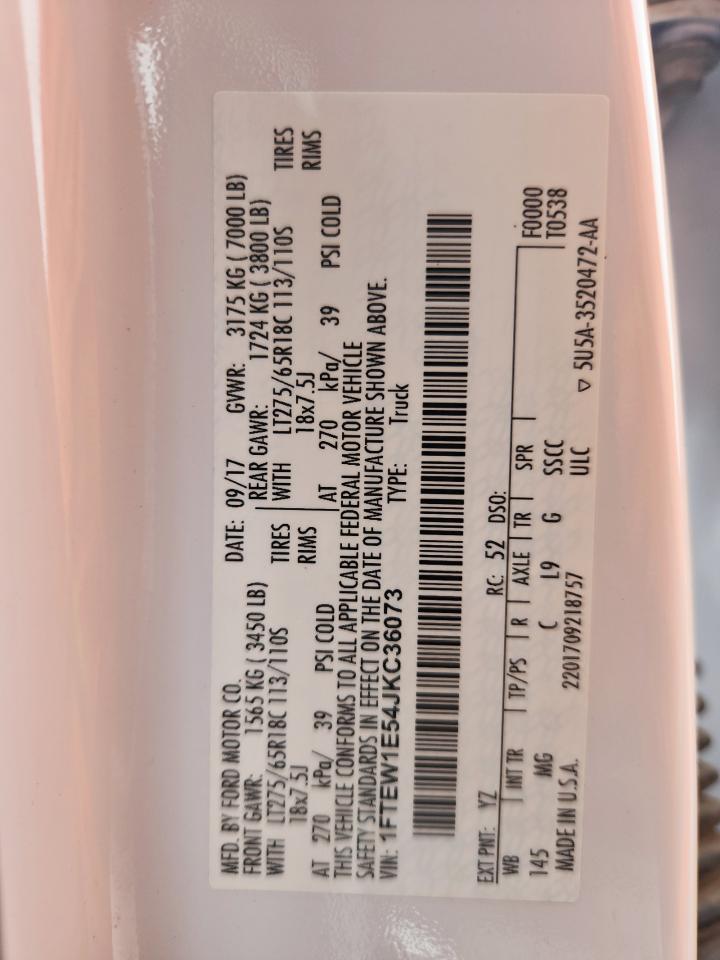 MFD. BY FORD MOTOR CO. DATE: 09/17 GVWR: 3175 KG ( 7000 LB)
FRONT GAWR: 1565 KG ( 3450 LB) REAR GAWR: 1724 KG ( 3800 LB)
WITH LT275/65R18C 113/110S TIRES WITH LT275/65R18C 113/110S TIRES
18x7.5J RIMS 18x7.5J RIMS
AT 270 kPa/ 39 PSI COLD AT 270 kPa/ 39 PSI COLD
THIS VEHICLE CONFORMS TO ALL APPLICABLE FEDERAL MOTOR VEHICLE
SAFETY STANDARDS IN EFFECT ON THE DATE OF MANUFACTURE SHOWN ABOVE.
VIN: 1FTEW1E54JKC36073 TYPE: Truck
EXT PNT: YZ RC: 52 DSO:
WB INT TR TP/PS R AXLE TR SPR F0000
145 MG C L9 G SSCC T0538
MADE IN U.S.A. 2201709218757 ULC ▽ 5U5A-3520472-AA